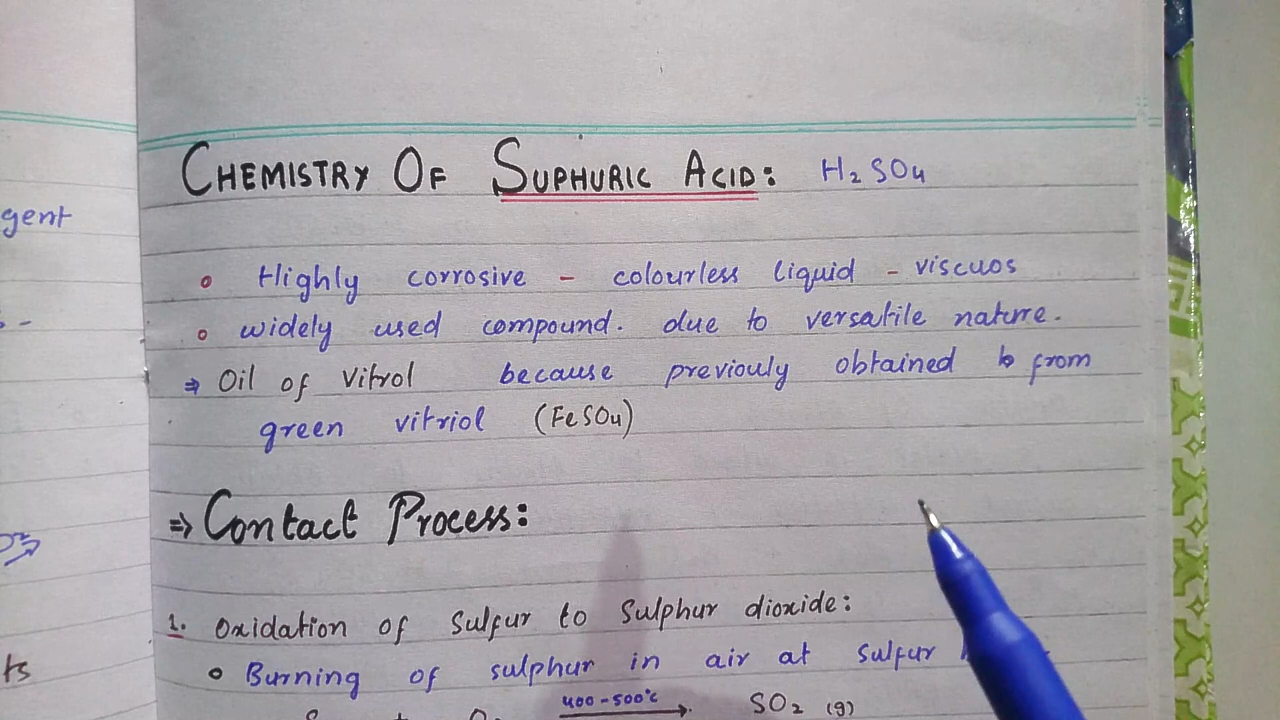 gent
CHEMISTRY OF SUPHURIC ACID: H₂SO₄
Highly corrosive - colourless liquid - viscuos
widely used compound. due to versatile nature.
⇒ Oil of Vitrol because previouly obtained from
green vitriol (FeSO₄)
⇒ Contact Process:
1. Oxidation of Sulfur to Sulphur dioxide:
Burning of sulphur in air at sulfur
ts
400-500°C
SO₂ (g)